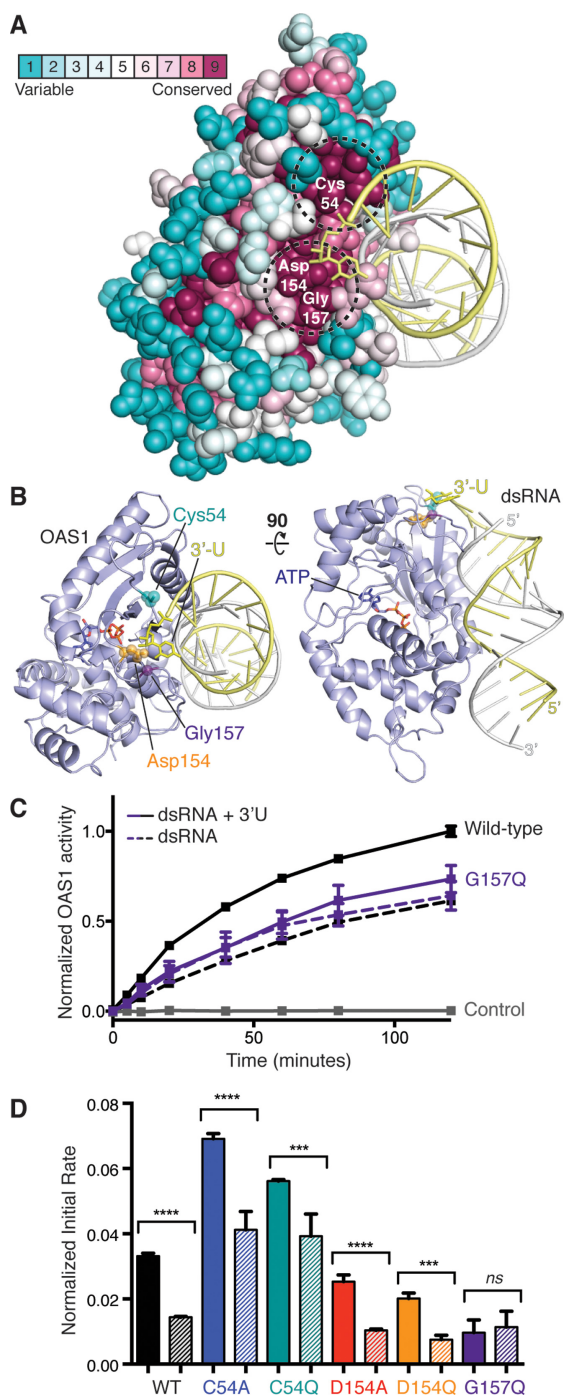 A
1 2 3 4 5 6 7 8 9
Variable Conserved
Cys
54
Asp
154
Gly
157
B
OAS1
Cys54
3'-U
Gly157
Asp154
90
3'-U
dsRNA
5'
ATP
5'
3'
C
Normalized OAS1 activity
1.0
0.5
0.0
dsRNA + 3'U
dsRNA
Wild-type
G157Q
Control
0 50 100
Time (minutes)
D
Normalized Initial Rate
0.08
0.06
0.04
0.02
0.00
****
****
***
****
***
ns
WT C54A C54Q D154A D154Q G157Q